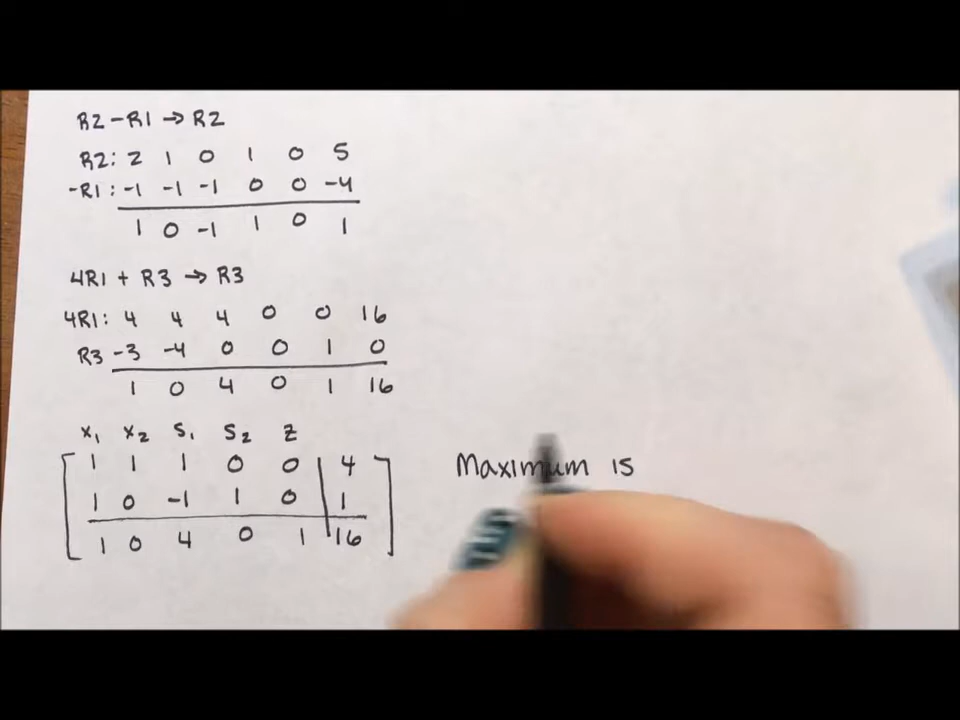 R2 - R1 → R2
R2: 2 1 0 1 0 5
-R1: -1 -1 -1 0 0 -4
1 0 -1 1 0 1
4R1 + R3 → R3
4R1: 4 4 4 0 0 16
R3 -3 -4 0 0 1 0
1 0 4 0 1 16
x₁ x₂ S₁ S₂ Z
1 1 1 0 0 | 4
1 0 -1 1 0 | 1
1 0 4 0 1 | 16
Maximum is